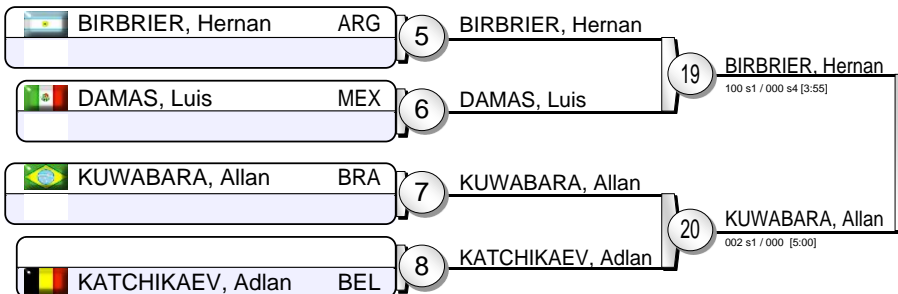 BIRBRIER, Hernan ARG
5
BIRBRIER, Hernan
19
BIRBRIER, Hernan
100 s1 / 000 s4 [3:55]
DAMAS, Luis MEX
6
DAMAS, Luis
KUWABARA, Allan BRA
7
KUWABARA, Allan
20
KUWABARA, Allan
002 s1 / 000 [5:00]
KATCHIKAEV, Adlan BEL
8
KATCHIKAEV, Adlan